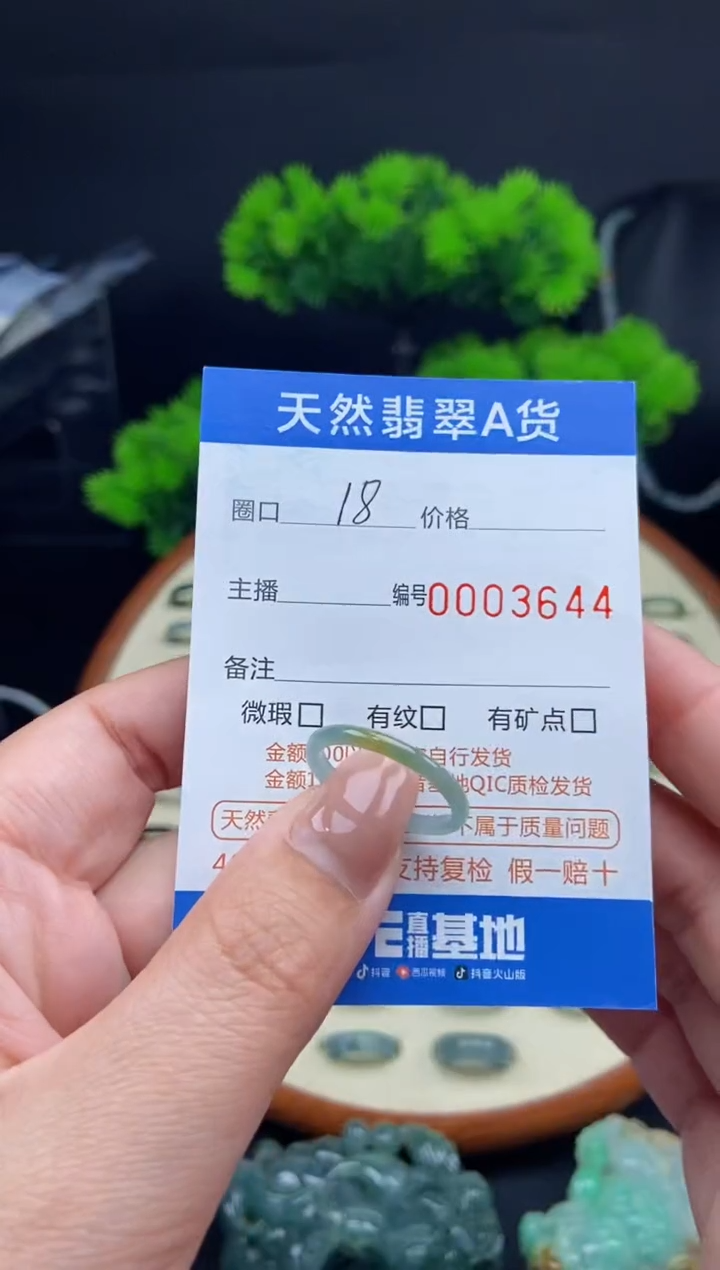 天然翡翠A货
圈口 18 价格
主播 编号0003644
备注
微瑕□ 有纹□ 有矿点□
金额 自行发货
金额1 基地QIC质检发货
天然 不属于质量问题
4 支持复检 假一赔十
直播基地
抖音 西瓜视频 抖音火山版